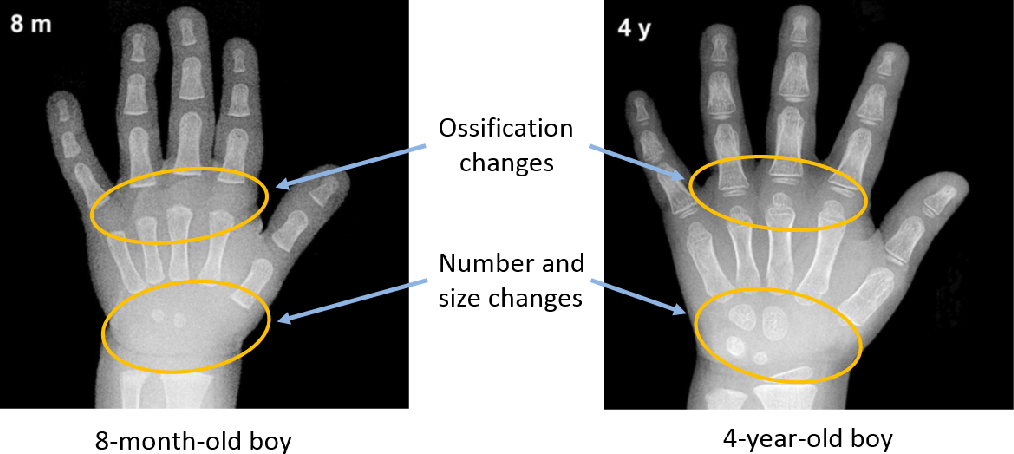 8 m
4 y
Ossification
changes
Number and
size changes
8-month-old boy
4-year-old boy